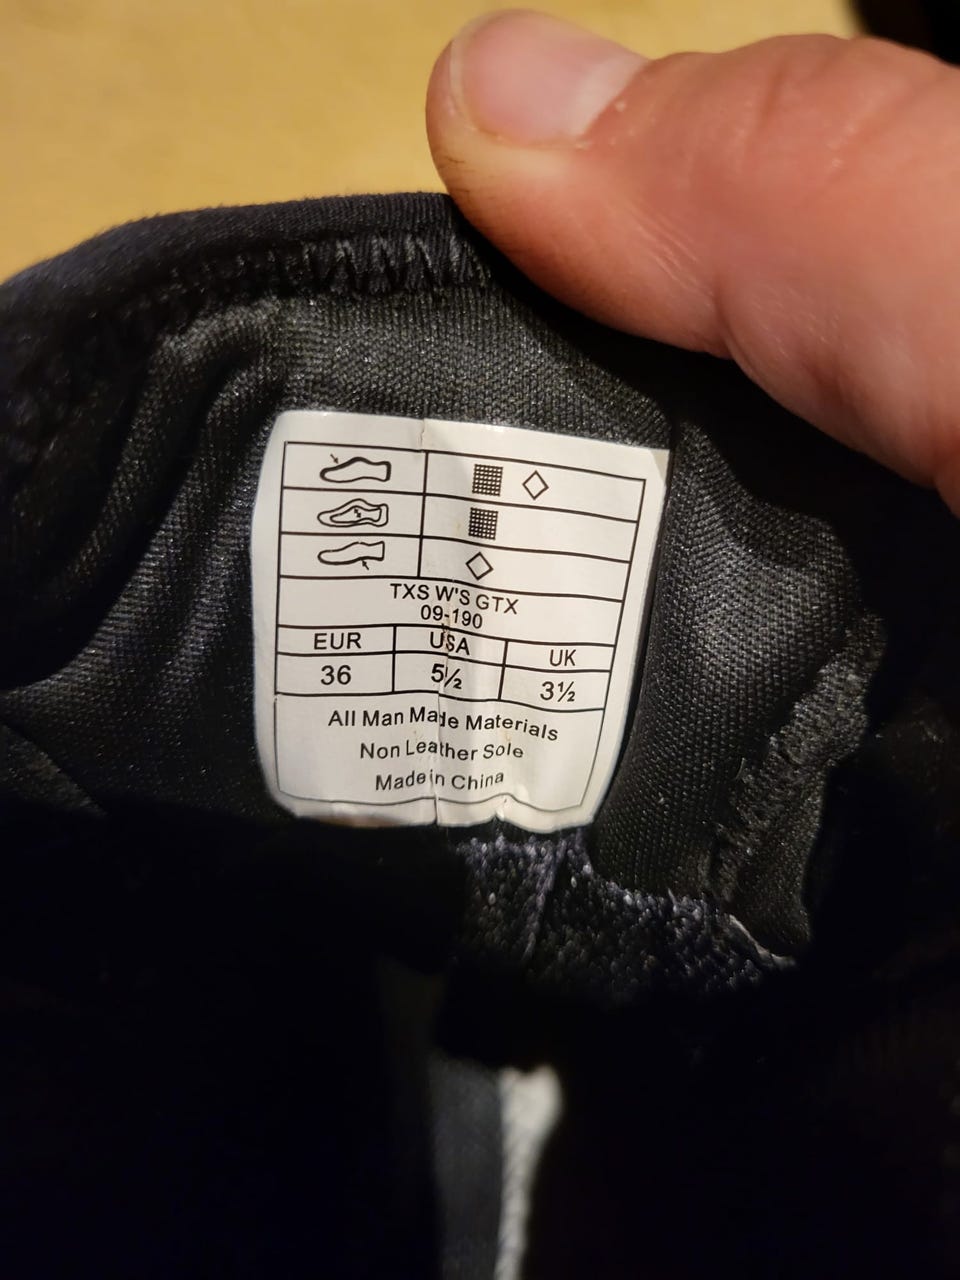 TXS W'S GTX
09-190
EUR USA UK
36 5½ 3½
All Man Made Materials
Non Leather Sole
Made in China